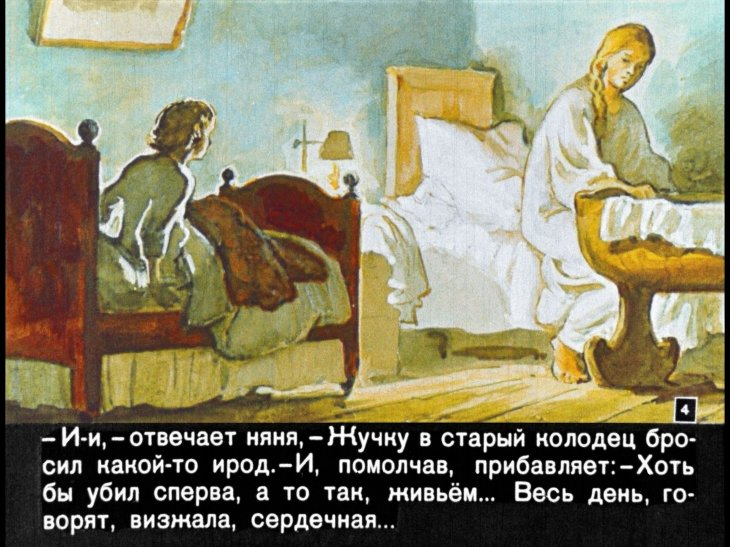 4
– И-и, – отвечает няня, – Жучку в старый колодец бро-
сил какой-то ирод. – И, помолчав, прибавляет: – Хоть
бы убил сперва, а то так, живьём... Весь день, го-
ворят, визжала, сердечная...